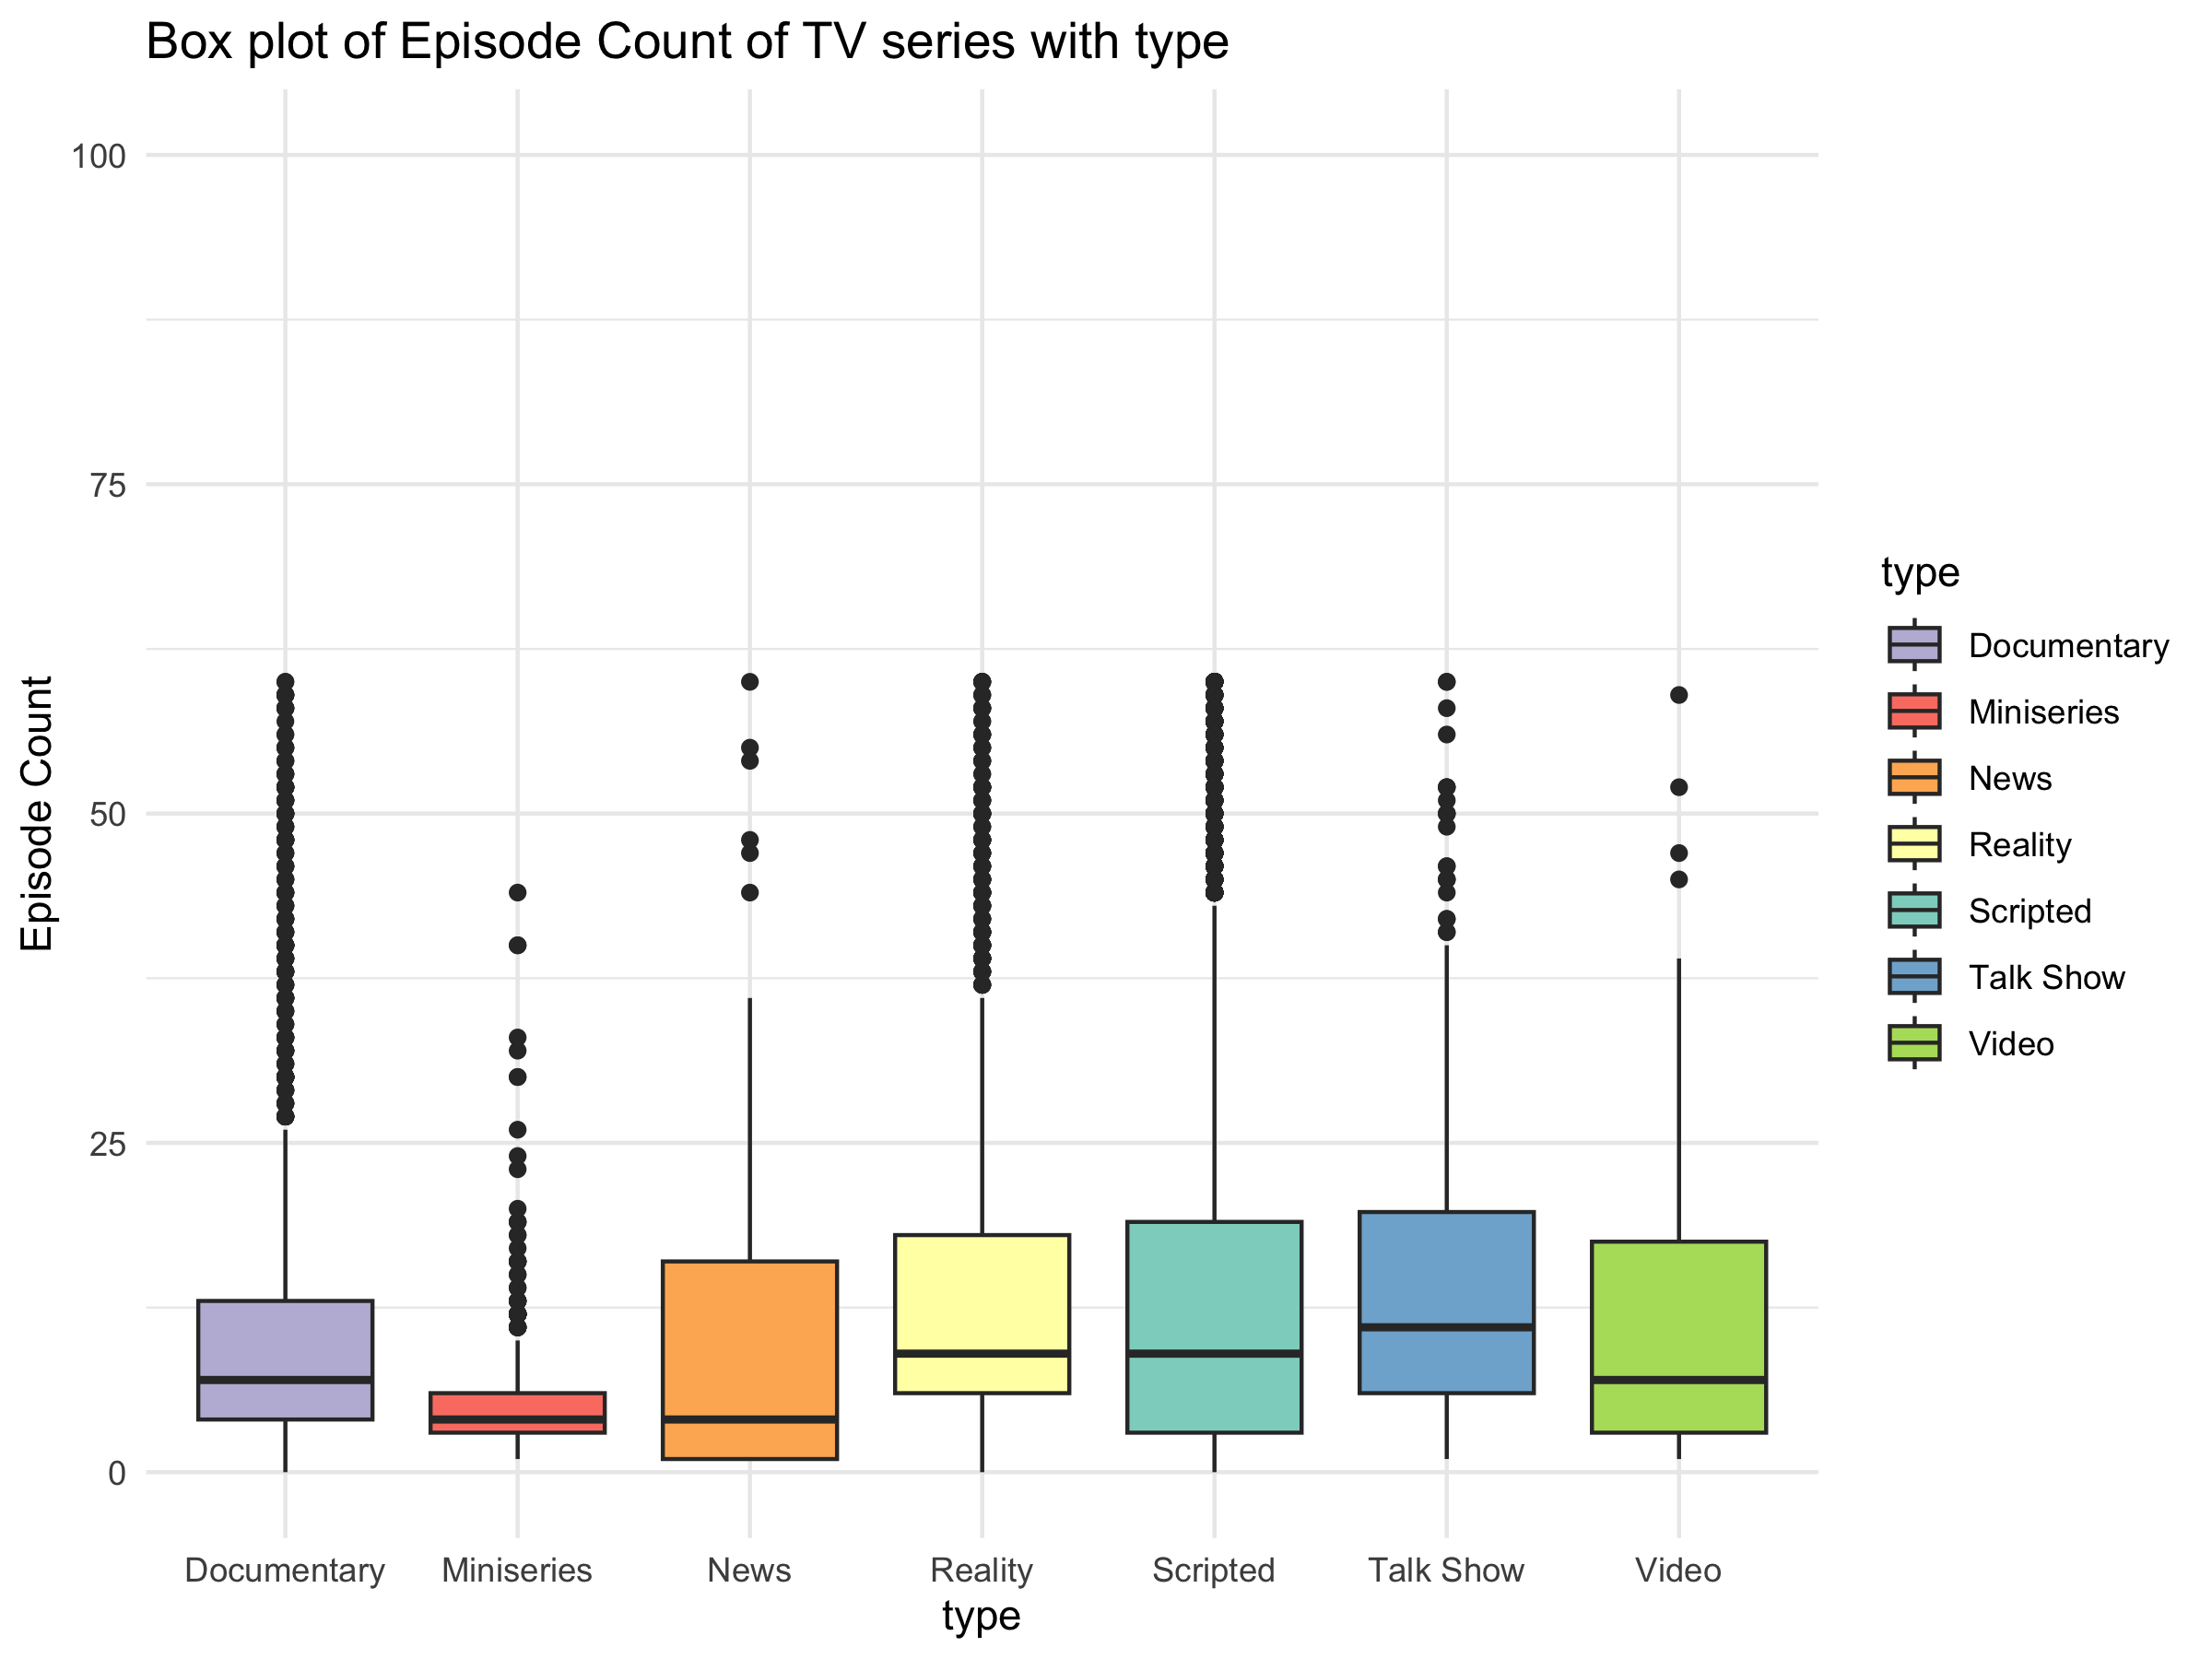 Box plot of Episode Count of TV series with type
Episode Count
100
75
50
25
0
Documentary
Miniseries
News
Reality
Scripted
Talk Show
Video
type
type
Documentary
Miniseries
News
Reality
Scripted
Talk Show
Video